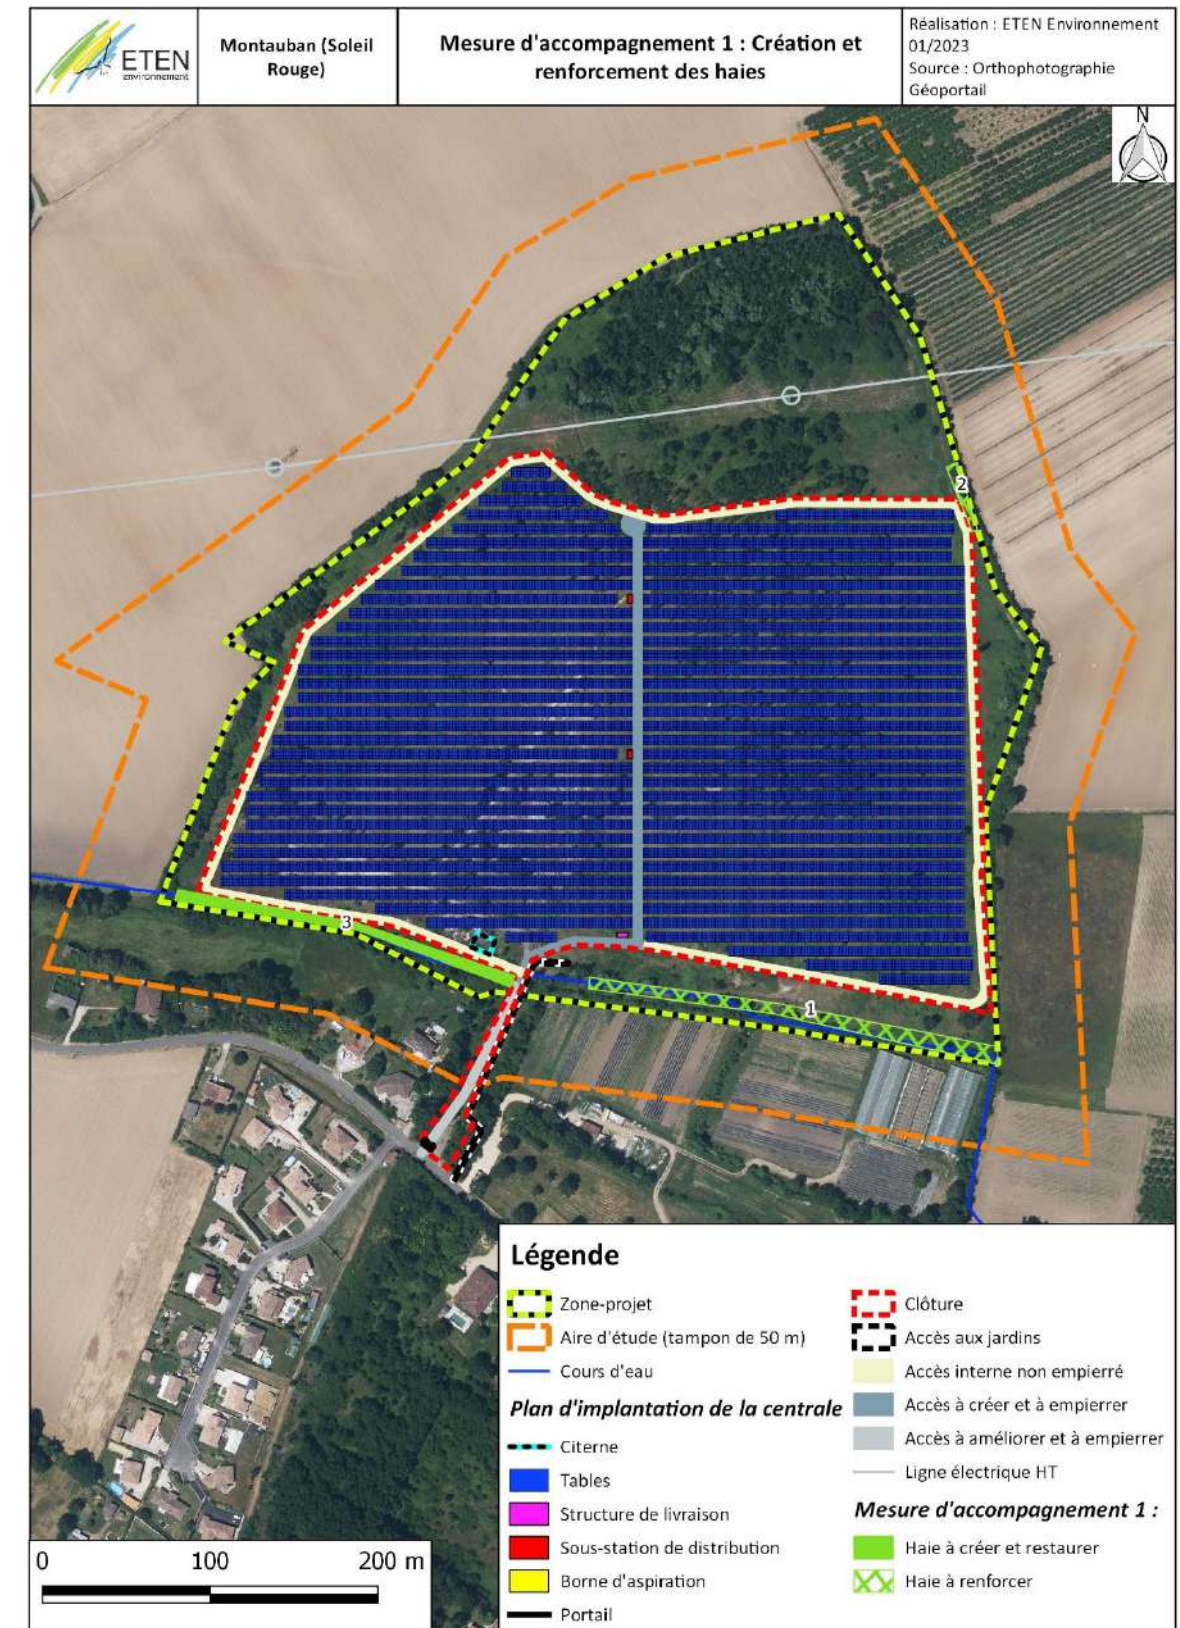 ETEN
environnement
Montauban (Soleil
Rouge)
Mesure d'accompagnement 1 : Création et
renforcement des haies
Réalisation : ETEN Environnement
01/2023
Source : Orthophotographie
Géoportail
N
2
3
1
Légende
Zone-projet
Aire d'étude (tampon de 50 m)
Cours d'eau
Plan d'implantation de la centrale
Citerne
Tables
Structure de livraison
Sous-station de distribution
Borne d'aspiration
Portail
Clôture
Accès aux jardins
Accès interne non empierré
Accès à créer et à empierrer
Accès à améliorer et à empierrer
Ligne électrique HT
Mesure d'accompagnement 1 :
Haie à créer et restaurer
Haie à renforcer
0 100 200 m